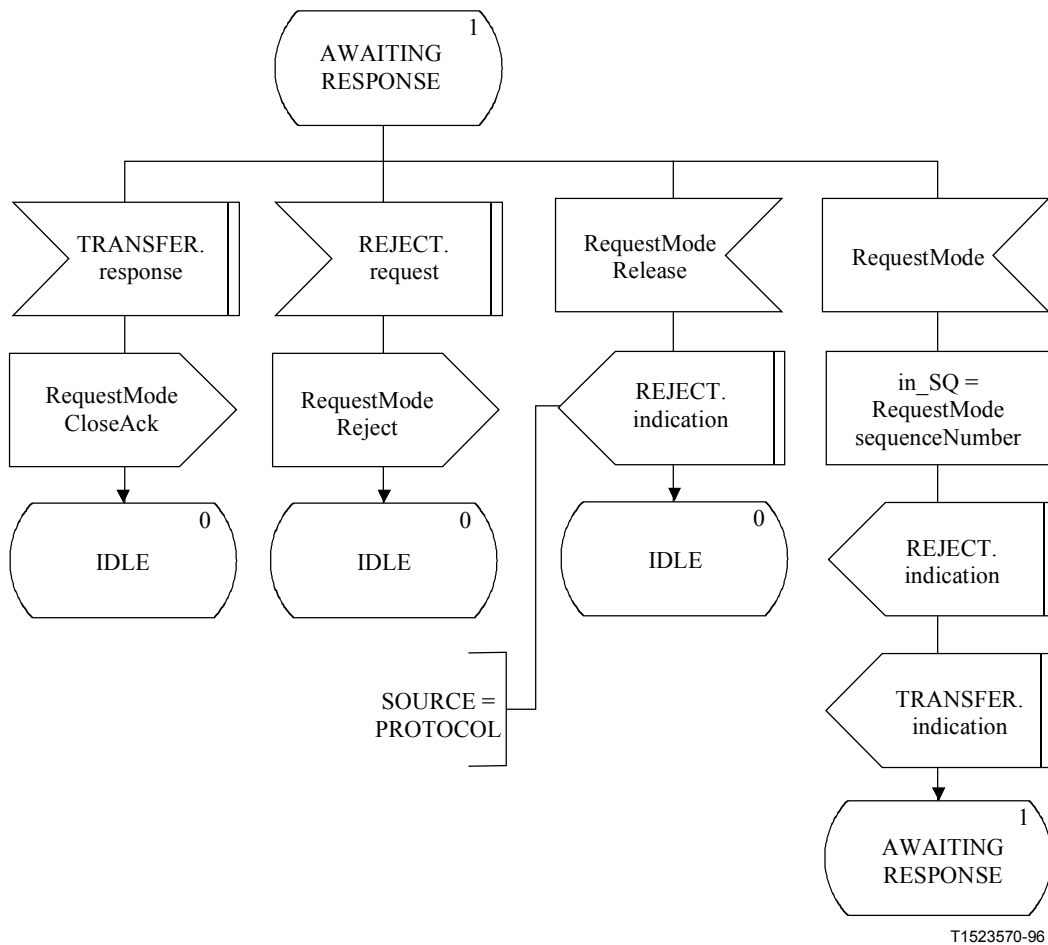 1
AWAITING
RESPONSE
TRANSFER.
response
REJECT.
request
RequestMode
Release
RequestMode
RequestMode
CloseAck
RequestMode
Reject
REJECT.
indication
in_SQ =
RequestMode
sequenceNumber
0
IDLE
0
IDLE
0
IDLE
REJECT.
indication
SOURCE =
PROTOCOL
TRANSFER.
indication
1
AWAITING
RESPONSE
T1523570-96